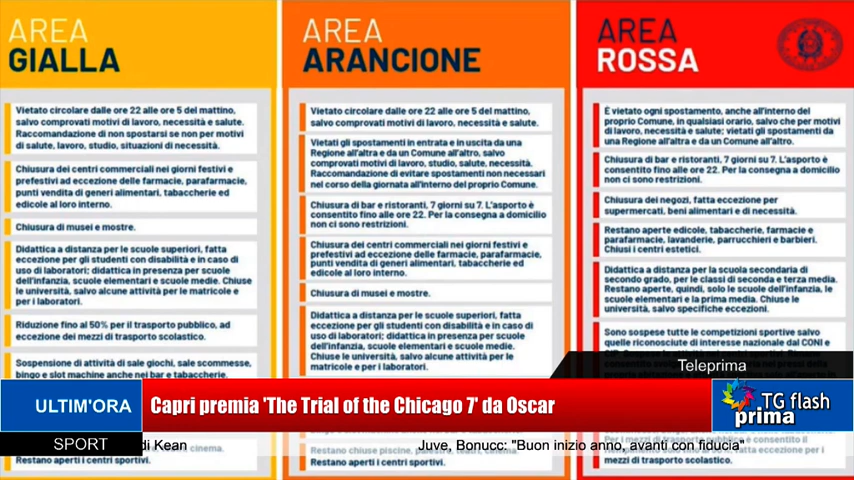 AREA
GIALLA
Vietato circolare dalle ore 22 alle ore 5 del mattino,
salvo comprovati motivi di lavoro, necessità e salute.
Raccomandazione di non spostarsi se non per motivi
di salute, lavoro, studio, situazioni di necessità.
Chiusura dei centri commerciali nei giorni festivi e
prefestivi ad eccezione delle farmacie, parafarmacie,
punti vendita di generi alimentari, tabaccherie ed
edicole al loro interno.
Chiusura di musei e mostre.
Didattica a distanza per le scuole superiori, fatta
eccezione per gli studenti con disabilità e in caso di
uso di laboratori; didattica in presenza per scuole
dell'infanzia, scuole elementari e scuole medie. Chiuse
le università, salvo alcune attività per le matricole e
per i laboratori.
Riduzione fino al 50% per il trasporto pubblico, ad
eccezione dei mezzi di trasporto scolastico.
Sospensione di attività di sale giochi, sale scommesse,
bingo e slot machine anche nei bar e tabaccherie.
Restano aperti i centri sportivi.
AREA
ARANCIONE
Vietato circolare dalle ore 22 alle ore 5 del mattino,
salvo comprovati motivi di lavoro, necessità e salute.
Vietati gli spostamenti in entrata e in uscita da una
Regione all'altra e da un Comune all'altro, salvo
comprovati motivi di lavoro, studio, salute, necessità.
Raccomandazione di evitare spostamenti non necessari
nel corso della giornata all'interno del proprio Comune.
Chiusura di bar e ristoranti, 7 giorni su 7. L'asporto è
consentito fino alle ore 22. Per la consegna a domicilio
non ci sono restrizioni.
Chiusura dei centri commerciali nei giorni festivi e
prefestivi ad eccezione delle farmacie, parafarmacie,
punti vendita di generi alimentari, tabaccherie ed
edicole al loro interno.
Chiusura di musei e mostre.
Didattica a distanza per le scuole superiori, fatta
eccezione per gli studenti con disabilità e in caso di
uso di laboratori; didattica in presenza per scuole
dell'infanzia, scuole elementari e scuole medie.
Chiuse le università, salvo alcune attività per le
matricole e per i laboratori.
Restano chiuse piscine, palestre, teatri, cinema.
Restano aperti i centri sportivi.
AREA
ROSSA
È vietato ogni spostamento, anche all'interno del
proprio Comune, in qualsiasi orario, salvo che per motivi
di lavoro, necessità e salute; vietati gli spostamenti da
una Regione all'altra e da un Comune all'altro.
Chiusura di bar e ristoranti, 7 giorni su 7. L'asporto è
consentito fino alle ore 22. Per la consegna a domicilio
non ci sono restrizioni.
Chiusura dei negozi, fatta eccezione per
supermercati, beni alimentari e di necessità.
Restano aperte edicole, tabaccherie, farmacie e
parafarmacie, lavanderie, parrucchieri e barbieri.
Chiusi i centri estetici.
Didattica a distanza per la scuola secondaria di
secondo grado, per le classi di seconda e terza media.
Restano aperte, quindi, solo le scuole dell'infanzia, le
scuole elementari e la prima media. Chiuse le
università, salvo specifiche eccezioni.
Sono sospese tutte le competizioni sportive salvo
quelle riconosciute di interesse nazionale dal CONI e
mezzi di trasporto scolastico.
Teleprima
ULTIM'ORA
Capri premia 'The Trial of the Chicago 7' da Oscar
TG flash
prima
SPORT
di Kean
Juve, Bonucc: "Buon inizio anno, avanti con fiducia"